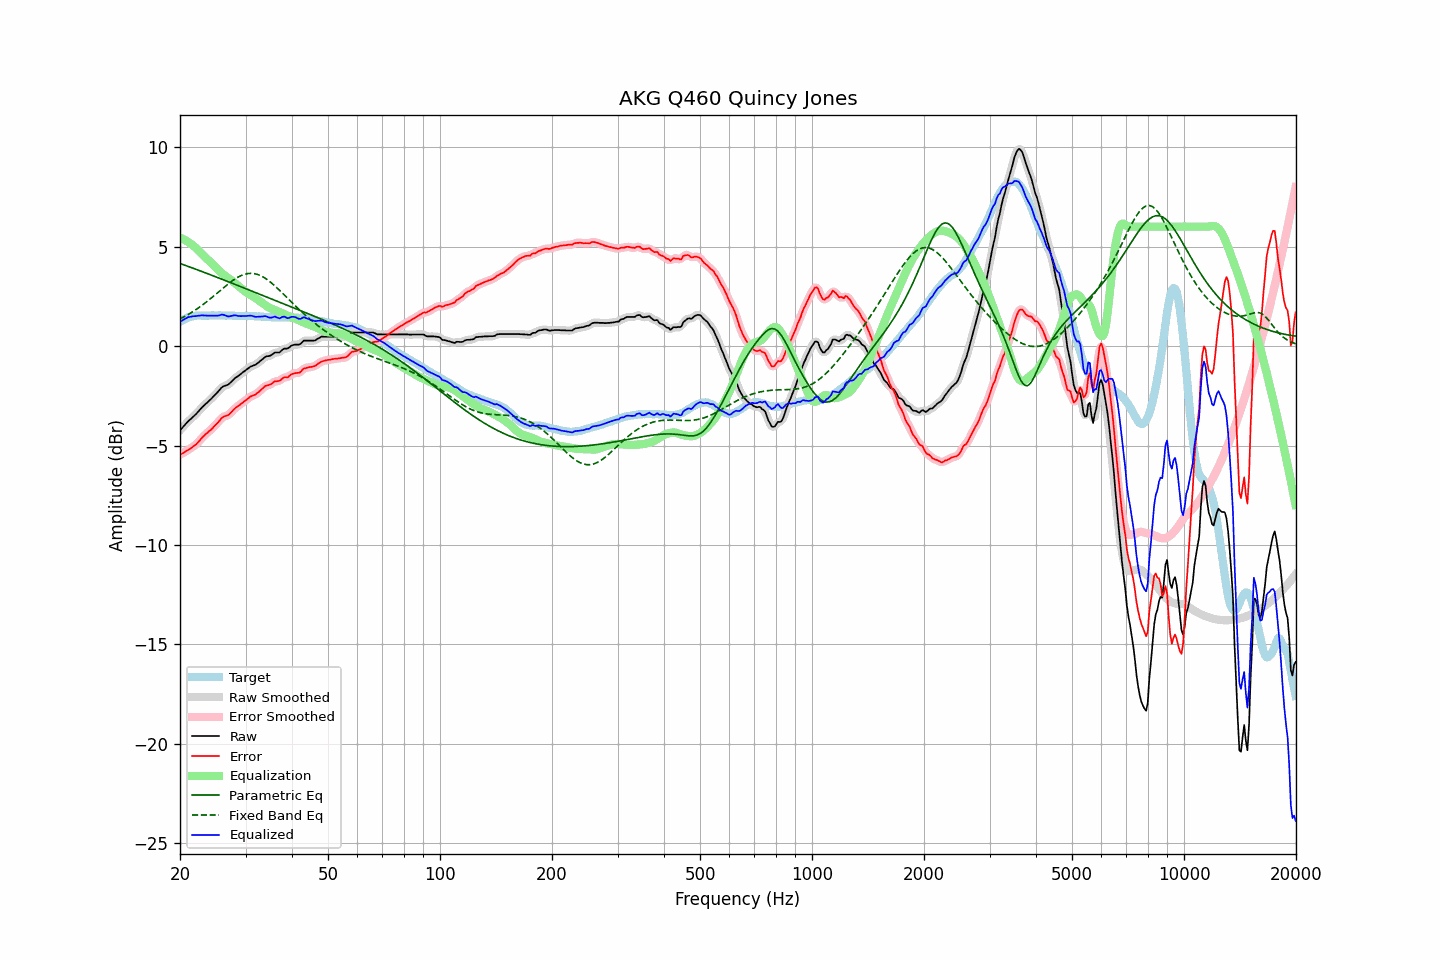 AKG Q460 Quincy Jones
Amplitude (dBr)
10
5
0
−5
−10
−15
−20
−25
Target
Raw Smoothed
Error Smoothed
Raw
Error
Equalization
Parametric Eq
Fixed Band Eq
Equalized
20 50 100 200 500 1000 2000 5000 10000 20000
Frequency (Hz)